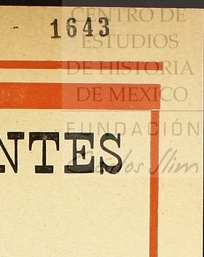 - 1643
CENTRO DE
ESTUDIOS
DE HISTORIA
DE MEXICO
FUNDACIÓN
Carlos Slim
NTES